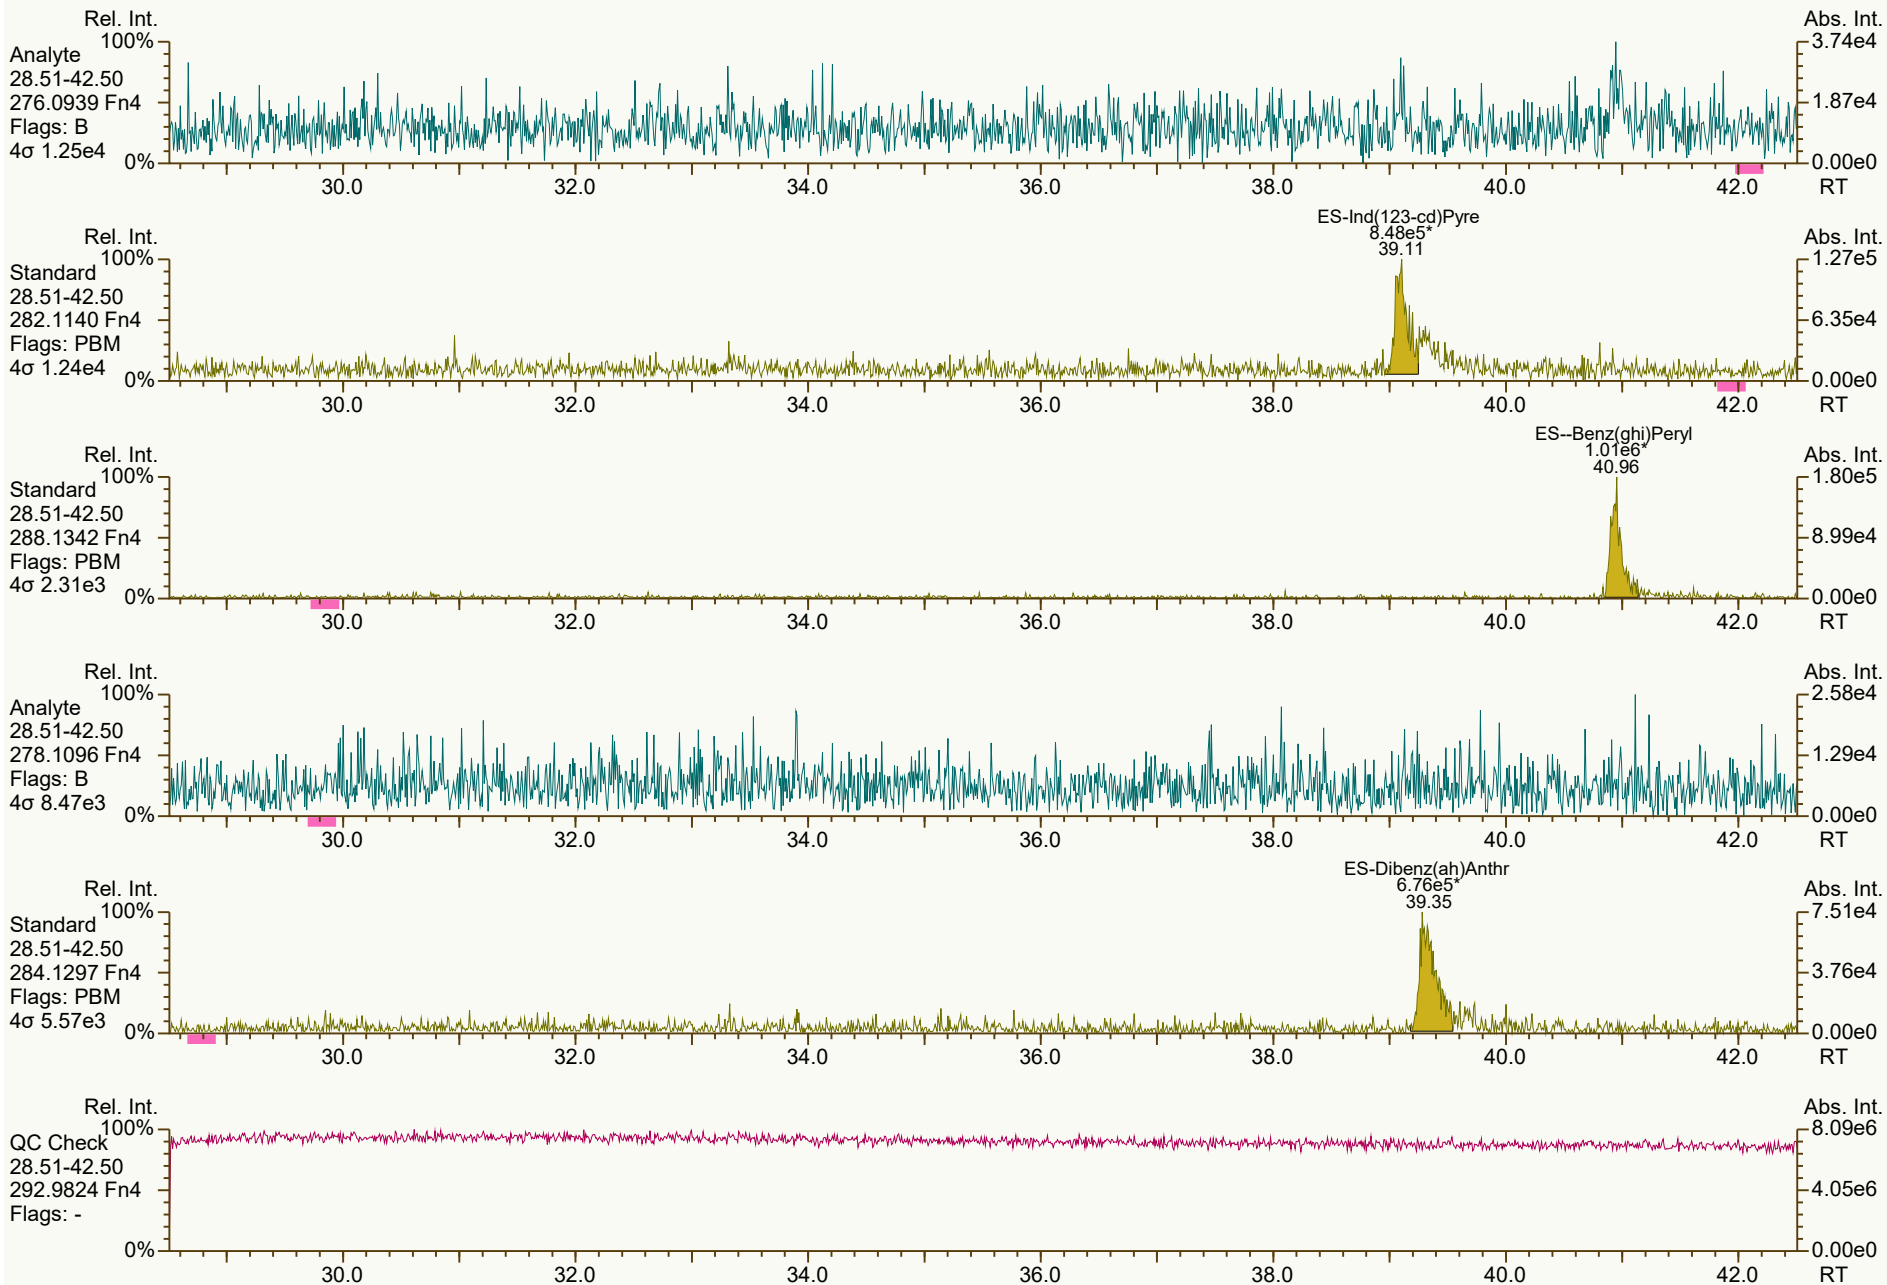 Rel. Int.
Abs. Int.
Analyte
28.51-42.50
276.0939 Fn4
Flags: B
4σ 1.25e4
100%
50%
0%
3.74e4
1.87e4
0.00e0
30.0 32.0 34.0 36.0 38.0 40.0 42.0 RT
Rel. Int.
Abs. Int.
Standard
28.51-42.50
282.1140 Fn4
Flags: PBM
4σ 1.24e4
100%
0%
ES-Ind(123-cd)Pyre
8.48e5*
39.11
1.27e5
6.35e4
0.00e0
30.0 32.0 34.0 36.0 38.0 40.0 42.0 RT
Rel. Int.
Abs. Int.
Standard
28.51-42.50
288.1342 Fn4
Flags: PBM
4σ 2.31e3
100%
0%
ES--Benz(ghi)Peryl
1.01e6*
40.96
1.80e5
8.99e4
0.00e0
30.0 32.0 34.0 36.0 38.0 40.0 42.0 RT
Rel. Int.
Abs. Int.
Analyte
28.51-42.50
278.1096 Fn4
Flags: B
4σ 8.47e3
100%
0%
2.58e4
1.29e4
0.00e0
30.0 32.0 34.0 36.0 38.0 40.0 42.0 RT
Rel. Int.
Abs. Int.
Standard
28.51-42.50
284.1297 Fn4
Flags: PBM
4σ 5.57e3
100%
0%
ES-Dibenz(ah)Anthr
6.76e5*
39.35
7.51e4
3.76e4
0.00e0
30.0 32.0 34.0 36.0 38.0 40.0 42.0 RT
Rel. Int.
Abs. Int.
QC Check
28.51-42.50
292.9824 Fn4
Flags: -
100%
0%
8.09e6
4.05e6
0.00e0
30.0 32.0 34.0 36.0 38.0 40.0 42.0 RT